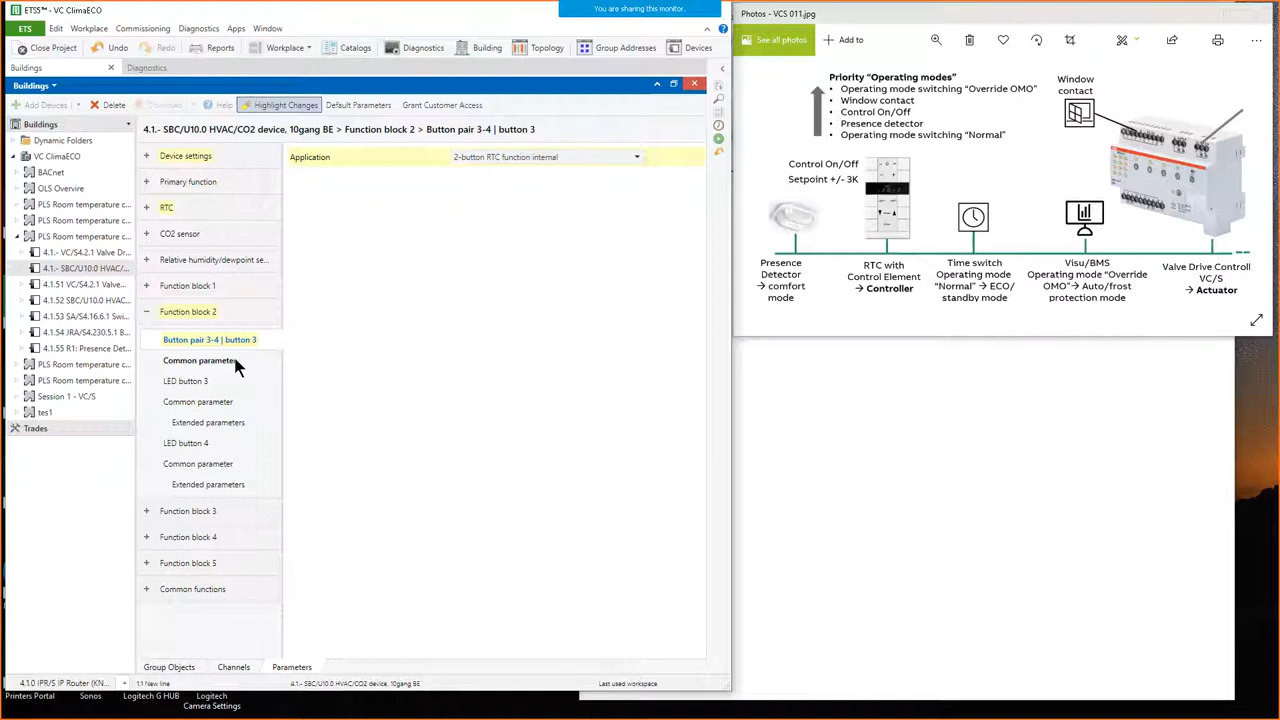 ETS5™ - VC ClimaECO
You are sharing this monitor.
ETS Edit Workplace Commissioning Diagnostics Apps Window
Close Project Undo Redo Reports Workplace Catalogs Diagnostics Building Topology Group Addresses Devices
Buildings Diagnostics
Buildings
Add Devices Delete Download Help Highlight Changes Default Parameters Grant Customer Access
Buildings
Dynamic Folders
VC ClimaECO
BACnet
OLS Overvire
PLS Room temperature c...
PLS Room temperature c...
PLS Room temperature c...
4.1.- VC/S4.2.1 Valve Dr...
4.1.- SBC/U10.0 HVAC/...
4.1.51 VC/S4.2.1 Valve...
4.1.52 SBC/U10.0 HVAC...
4.1.53 SA/S4.16.6.1 Swi...
4.1.54 JRA/S4.230.5.1 B...
4.1.55 R1: Presence Det...
PLS Room temperature c...
PLS Room temperature c...
Session 1 - VC/S
tes1
Trades
4.1.- SBC/U10.0 HVAC/CO2 device, 10gang BE > Function block 2 > Button pair 3-4 | button 3
Device settings
Primary function
RTC
CO2 sensor
Relative humidity/dewpoint se...
Function block 1
Function block 2
Button pair 3-4 | button 3
Common parameter
LED button 3
Common parameter
Extended parameters
LED button 4
Common parameter
Extended parameters
Function block 3
Function block 4
Function block 5
Common functions
Application 2-button RTC function internal
Group Objects Channels Parameters
4.1.0 IPR/S IP Router (KN... 1.1 New line 4.1.- SBC/U10.0 HVAC/CO2 device, 10gang BE Last used workspace
Printers Portal Sonos Logitech G HUB Logitech
Camera Settings
Photos - VCS 011.jpg
See all photos Add to
Priority “Operating modes”
• Operating mode switching “Override OMO”
• Window contact
• Control On/Off
• Presence detector
• Operating mode switching “Normal”
Window
contact
Control On/Off
Setpoint +/- 3K
Presence
Detector
→ comfort
mode
RTC with
Control Element
→ Controller
Time switch
Operating mode
“Normal” → ECO/
standby mode
Visu/BMS
Operating mode “Override
OMO”→ Auto/frost
protection mode
Valve Drive Controll
VC/S
→ Actuator